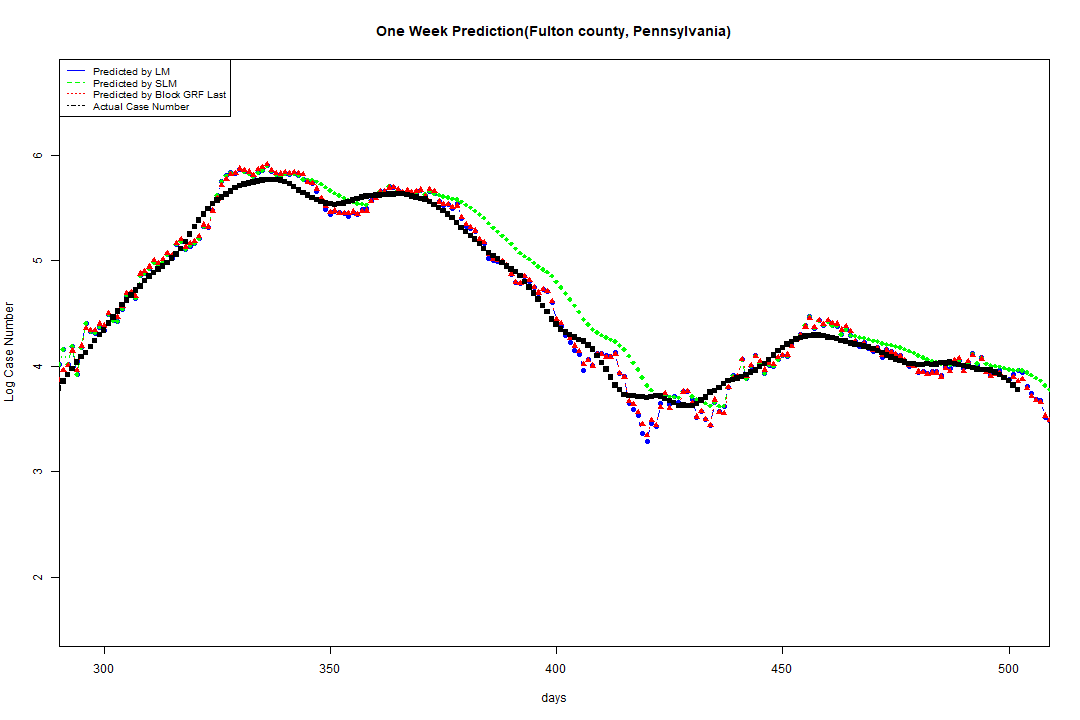 One Week Prediction(Fulton county, Pennsylvania)
Predicted by LM
Predicted by SLM
Predicted by Block GRF Last
Actual Case Number
Log Case Number
6
5
4
3
2
300 350 400 450 500
days